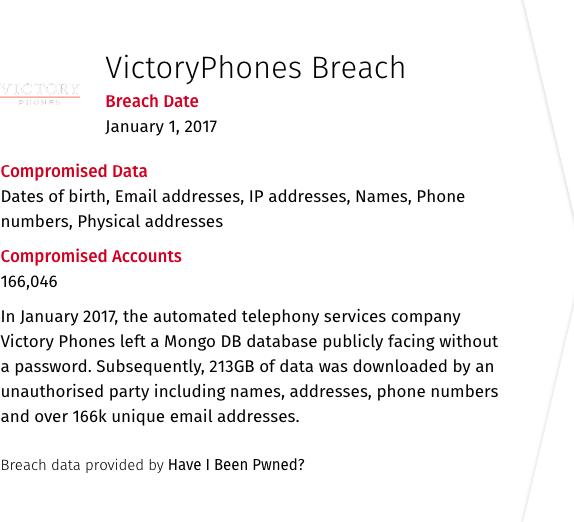 VictoryPhones Breach
VICTORY
PHONES
Breach Date
January 1, 2017
Compromised Data
Dates of birth, Email addresses, IP addresses, Names, Phone
numbers, Physical addresses
Compromised Accounts
166,046
In January 2017, the automated telephony services company
Victory Phones left a Mongo DB database publicly facing without
a password. Subsequently, 213GB of data was downloaded by an
unauthorised party including names, addresses, phone numbers
and over 166k unique email addresses.
Breach data provided by Have I Been Pwned?